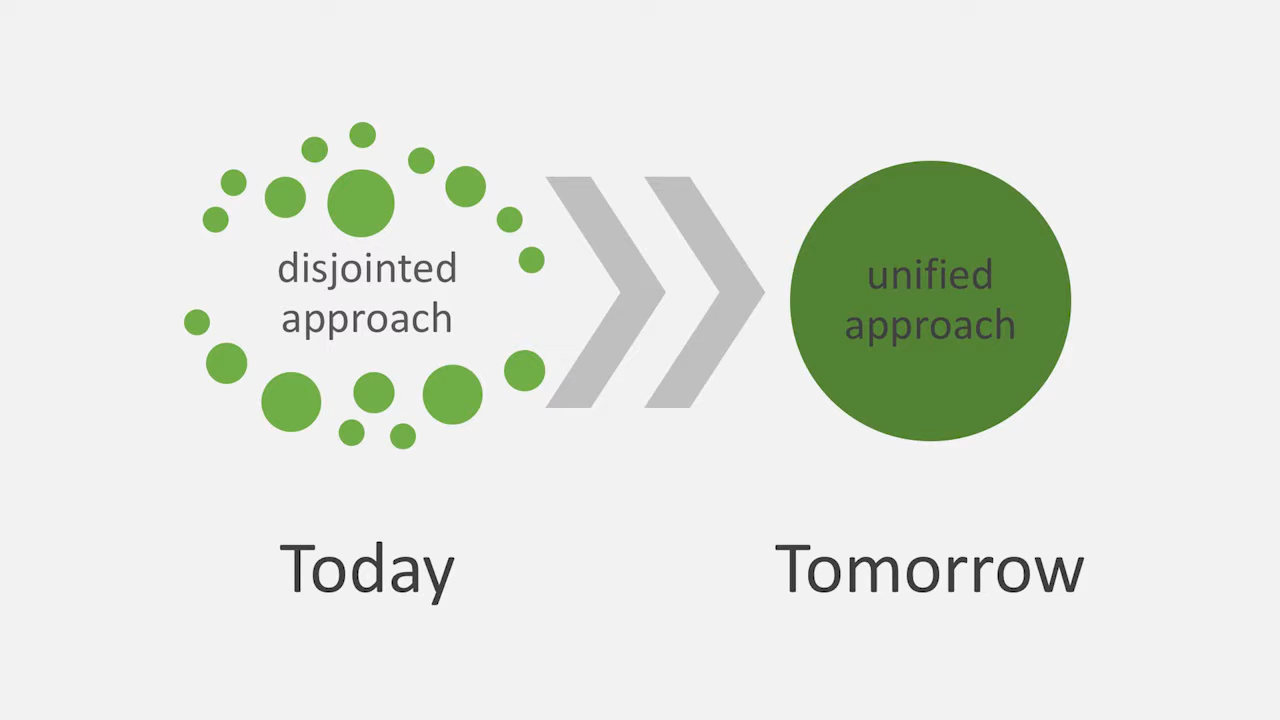 disjointed
approach
unified
approach
Today
Tomorrow